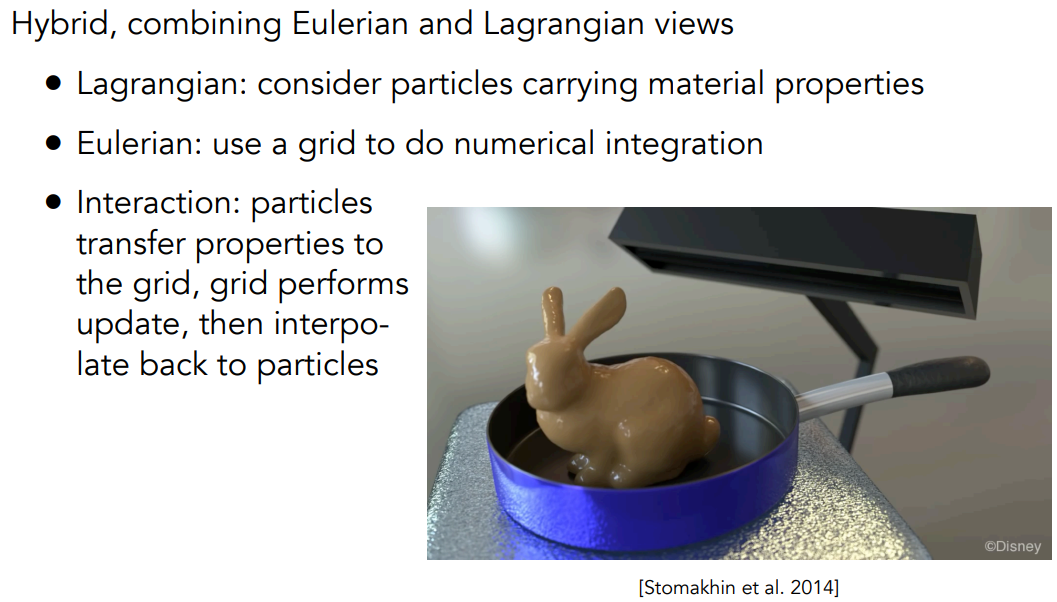 Hybrid, combining Eulerian and Lagrangian views
• Lagrangian: consider particles carrying material properties
• Eulerian: use a grid to do numerical integration
• Interaction: particles
transfer properties to
the grid, grid performs
update, then interpo-
late back to particles
©Disney
[Stomakhin et al. 2014]